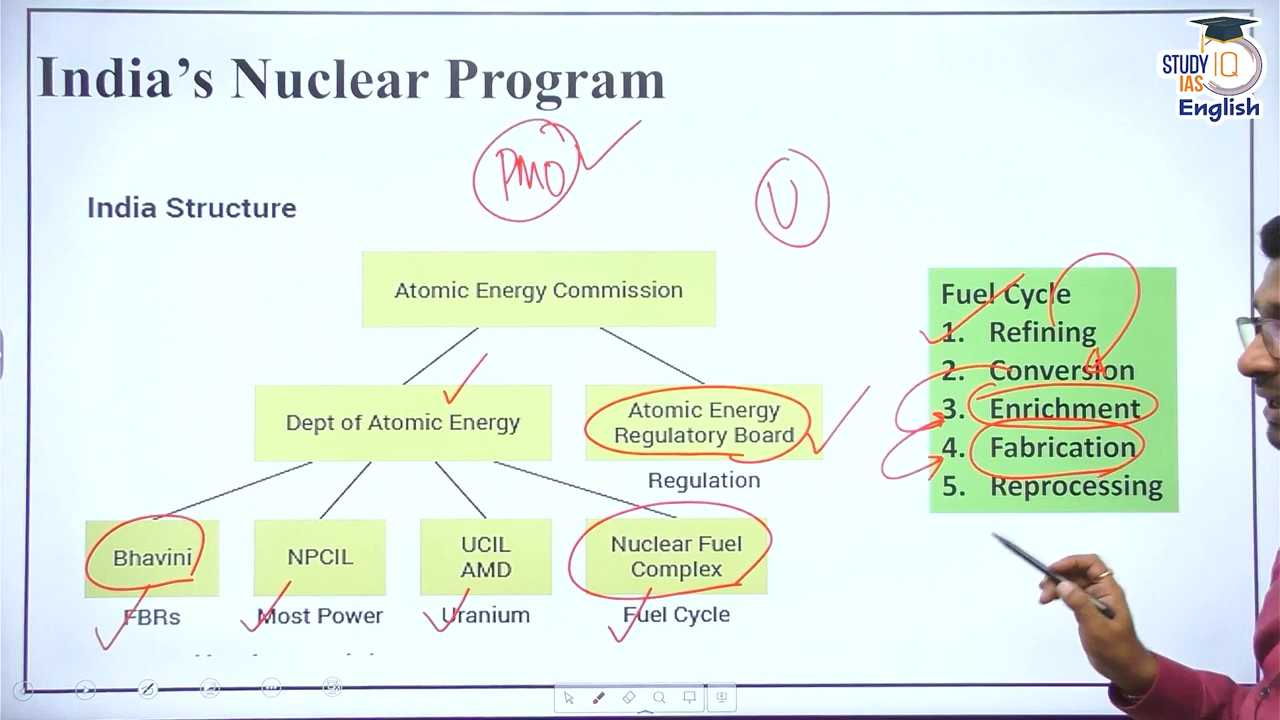 India's Nuclear Program
STUDY IQ
IAS
English
PMO
U
India Structure
Atomic Energy Commission
Dept of Atomic Energy
Atomic Energy
Regulatory Board
Regulation
Bhavini
NPCIL
UCIL
AMD
Nuclear Fuel
Complex
FBRs
Most Power
Uranium
Fuel Cycle
Fuel Cycle
1. Refining
2. Conversion
3. Enrichment
4. Fabrication
5. Reprocessing